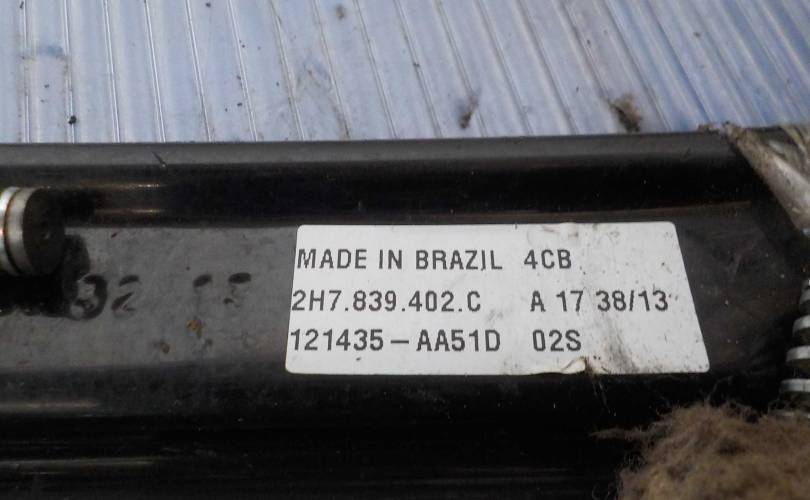 MADE IN BRAZIL 4CB
2H7.839.402.C A 17 38/13
121435-AA51D 02S